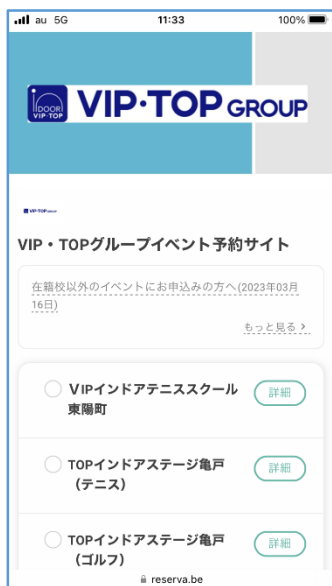 au 5G 11:33 100%
iDOOR
VIP·TOP
VIP·TOP GROUP
VIP·TOP GROUP
VIP・TOPグループイベント予約サイト
在籍校以外のイベントにお申込みの方へ(2023年03月
16日)
もっと見る >
VIPインドアテニススクール
東陽町
詳細
TOPインドアステージ亀戸
（テニス）
詳細
TOPインドアステージ亀戸
（ゴルフ）
詳細
reserva.be